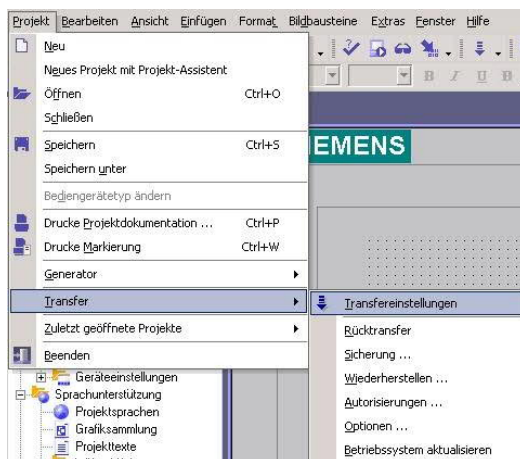 Projekt Bearbeiten Ansicht Einfügen Format Bildbausteine Extras Fenster Hilfe
Neu
Neues Projekt mit Projekt-Assistent
Öffnen Ctrl+O
Schließen
Speichern Ctrl+S
Speichern unter
Bediengerätetyp ändern
Drucke Projektdokumentation ... Ctrl+P
Drucke Markierung Ctrl+W
Generator
Transfer
Zuletzt geöffnete Projekte
Beenden
B I U B
EMENS
Transfereinstellungen
Rücktransfer
Sicherung ...
Wiederherstellen ...
Autorisierungen ...
Optionen ...
Betriebssystem aktualisieren
Geräteeinstellungen
Sprachunterstützung
Projektsprachen
Grafiksammlung
Projekttexte